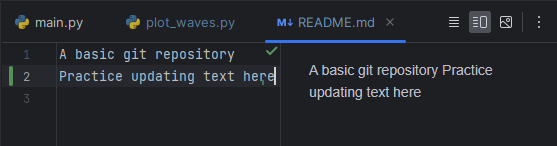 main.py plot_waves.py M↓ README.md
1 A basic git repository
2 Practice updating text here
3
A basic git repository Practice
updating text here